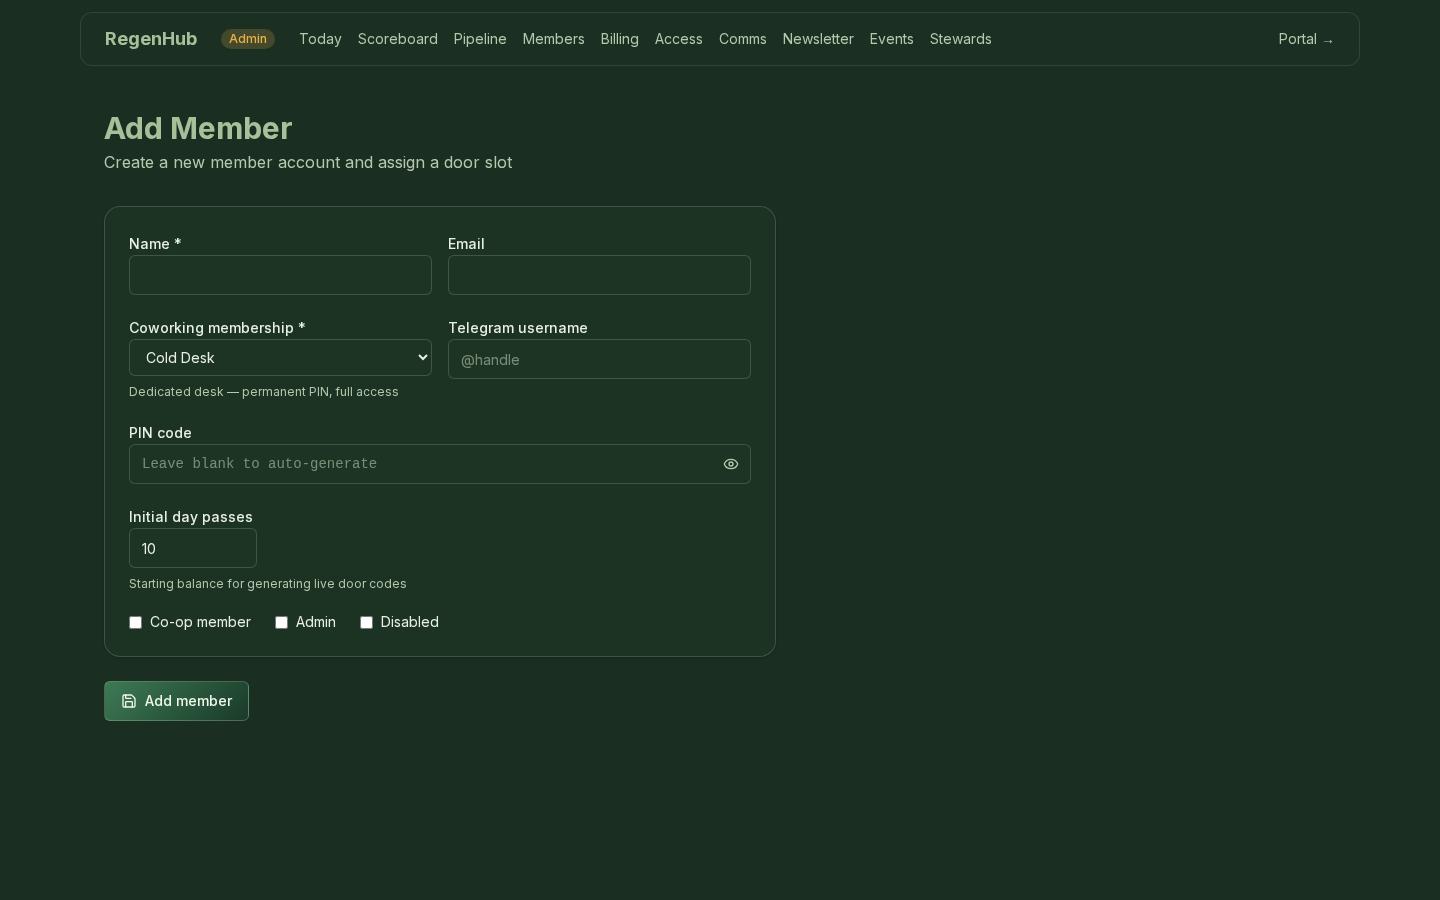 RegenHub Admin Today Scoreboard Pipeline Members Billing Access Comms Newsletter Events Stewards Portal →
Add Member
Create a new member account and assign a door slot
Name * Email
Coworking membership * Telegram username
Cold Desk @handle
Dedicated desk — permanent PIN, full access
PIN code
Leave blank to auto-generate
Initial day passes
10
Starting balance for generating live door codes
Co-op member Admin Disabled
Add member